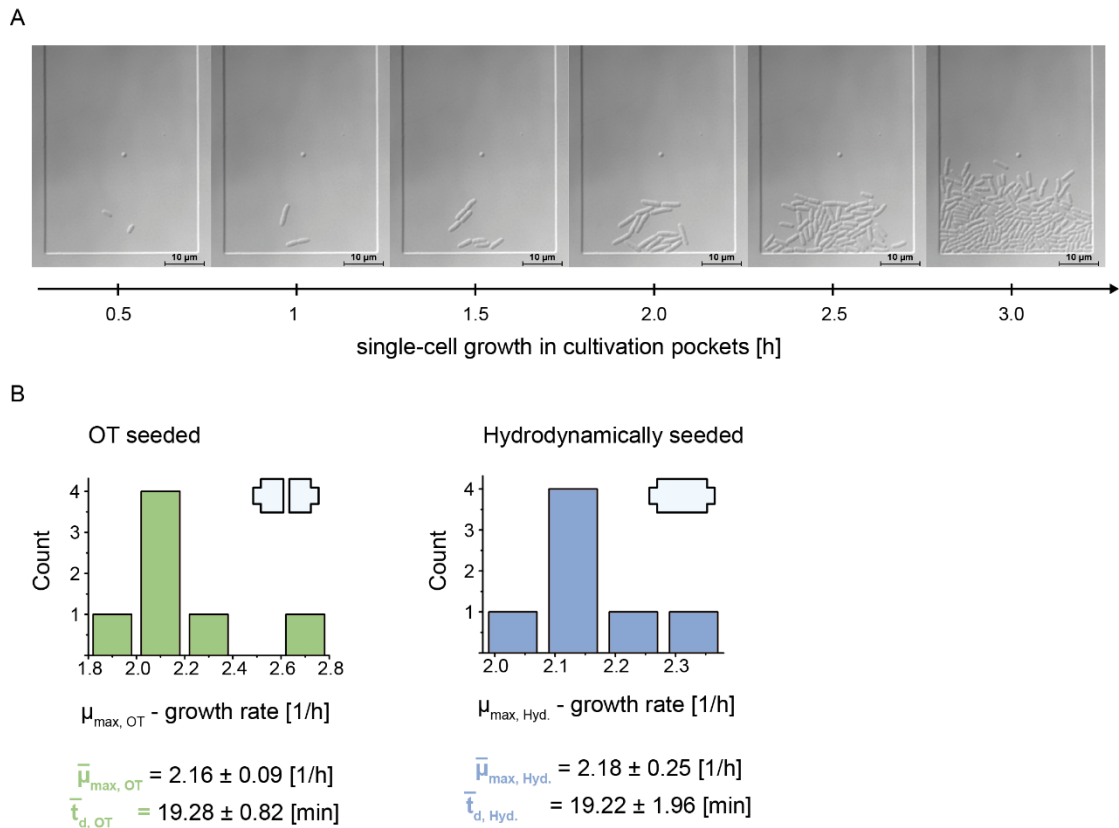 A
10 µm 10 µm 10 µm 10 µm 10 µm 10 µm
0.5 1 1.5 2.0 2.5 3.0
single-cell growth in cultivation pockets [h]
B
OT seeded
Count
4
3
2
1
1.8 2.0 2.2 2.4 2.6 2.8
µmax, OT - growth rate [1/h]
µ̅max, OT = 2.16 ± 0.09 [1/h]
t̅d, OT = 19.28 ± 0.82 [min]
Hydrodynamically seeded
Count
4
3
2
1
2.0 2.1 2.2 2.3
µmax, Hyd. - growth rate [1/h]
µ̅max, Hyd. = 2.18 ± 0.25 [1/h]
t̅d, Hyd. = 19.22 ± 1.96 [min]